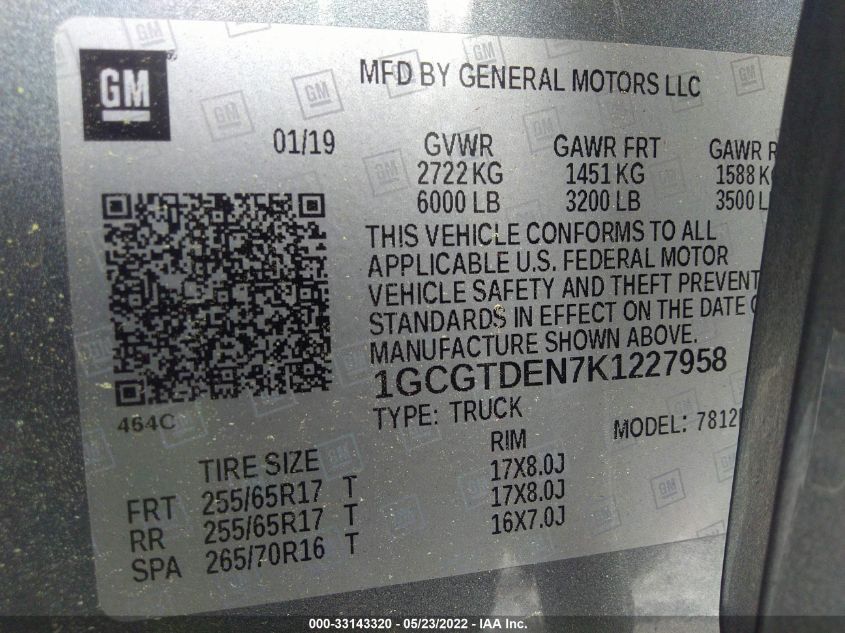 GM
MFD BY GENERAL MOTORS LLC
01/19 GVWR GAWR FRT GAWR R
2722 KG 1451 KG 1588 K
6000 LB 3200 LB 3500 L
THIS VEHICLE CONFORMS TO ALL
APPLICABLE U.S. FEDERAL MOTOR
VEHICLE SAFETY AND THEFT PREVENT
STANDARDS IN EFFECT ON THE DATE
MANUFACTURE SHOWN ABOVE.
1GCGTDEN7K1227958
464C
TYPE: TRUCK MODEL: 7812
TIRE SIZE RIM
FRT 255/65R17 T 17X8.0J
RR 255/65R17 T 17X8.0J
SPA 265/70R16 T 16X7.0J
000-33143320 / 05/23/2022 - IAA Inc.